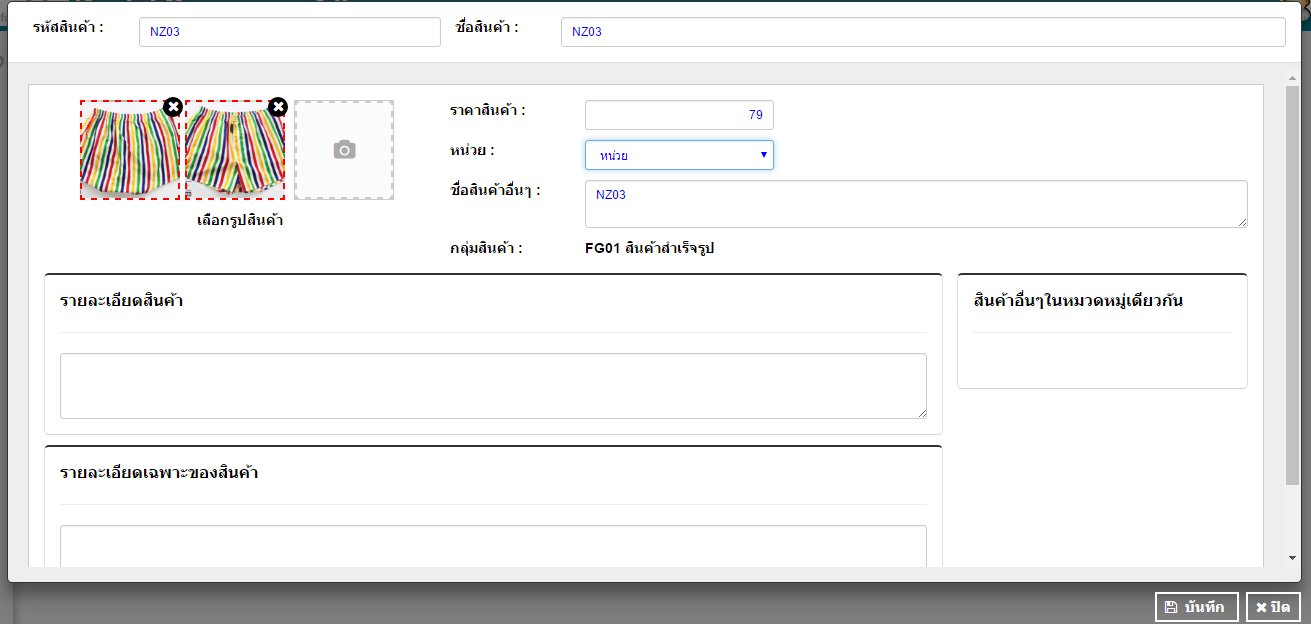 รหัสสินค้า : NZ03 ชื่อสินค้า : NZ03
ราคาสินค้า : 79
หน่วย : หน่วย
ชื่อสินค้าอื่นๆ : NZ03
เลือกรูปสินค้า
กลุ่มสินค้า : FG01 สินค้าสำเร็จรูป
รายละเอียดสินค้า
สินค้าอื่นๆในหมวดหมู่เดียวกัน
รายละเอียดเฉพาะของสินค้า
บันทึก ปิด